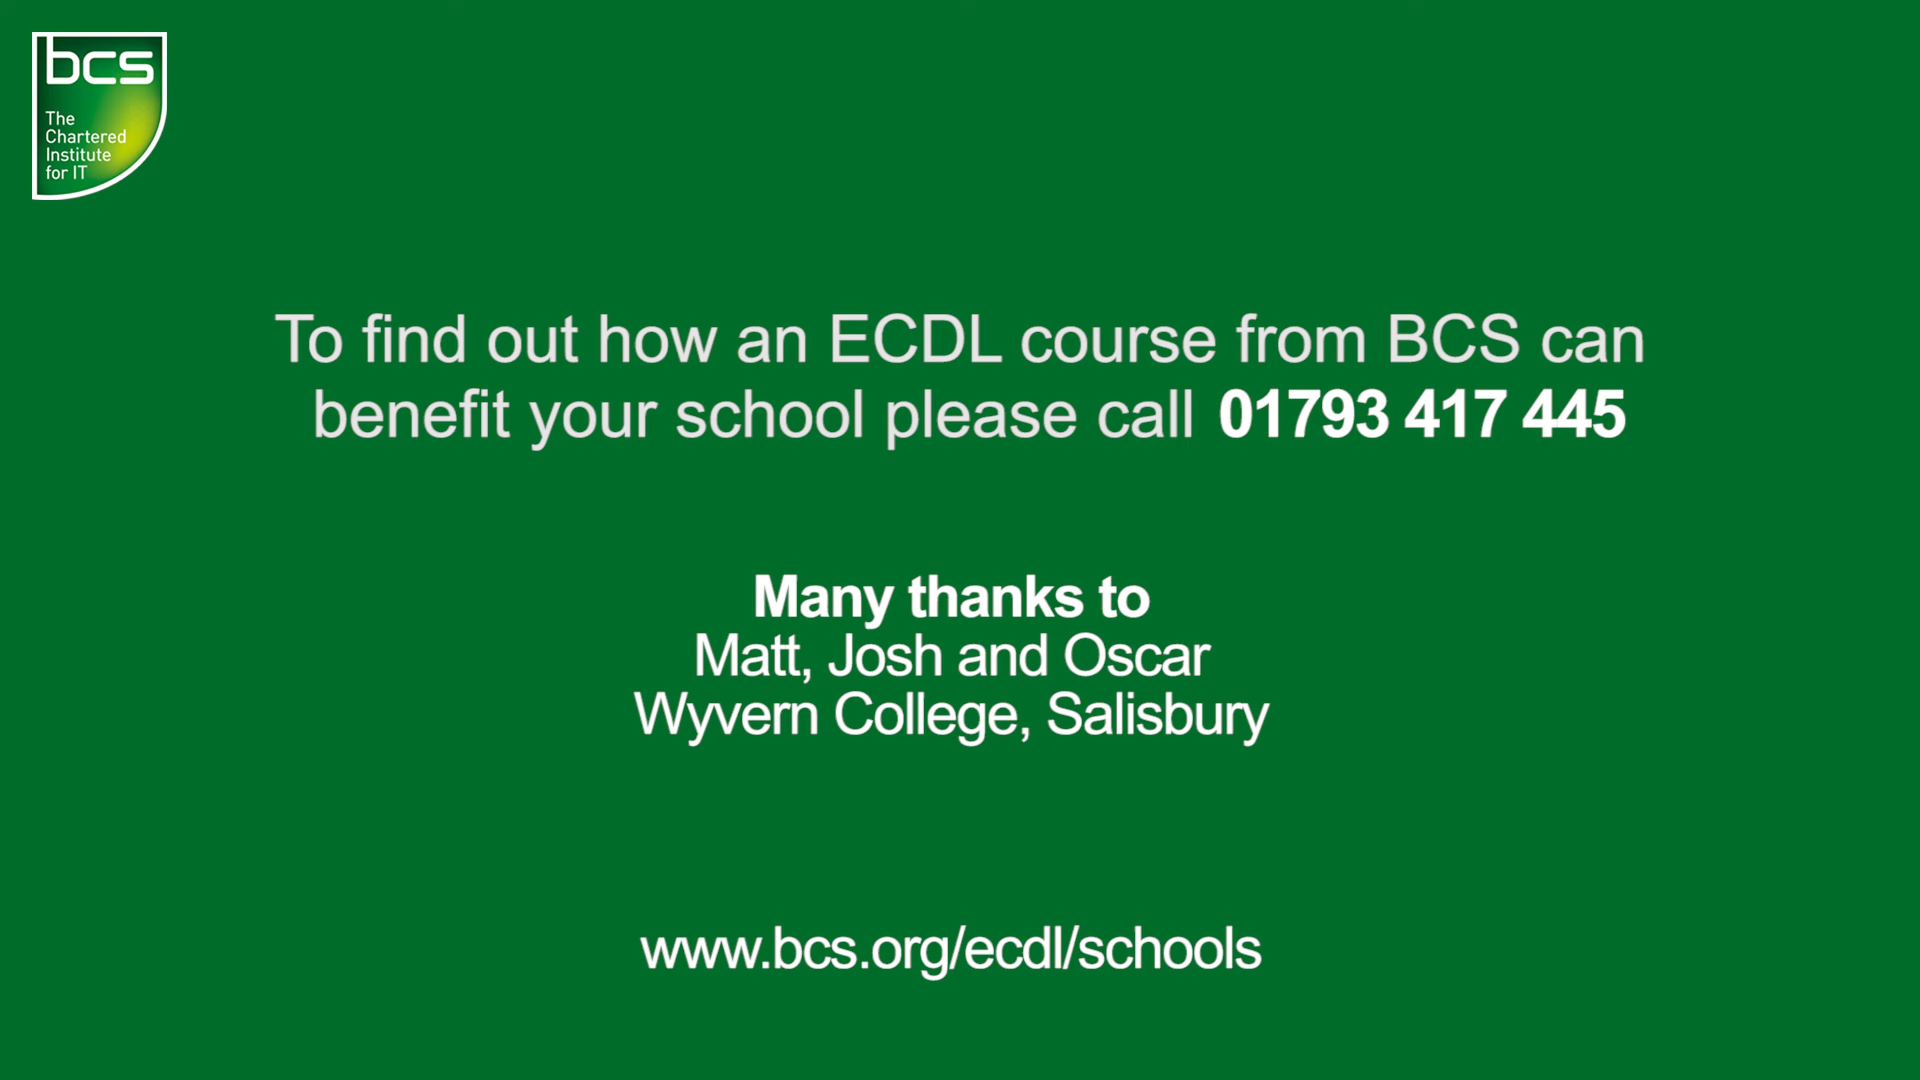 bcs
The
Chartered
Institute
for IT
To find out how an ECDL course from BCS can
benefit your school please call 01793 417 445
Many thanks to
Matt, Josh and Oscar
Wyvern College, Salisbury
www.bcs.org/ecdl/schools